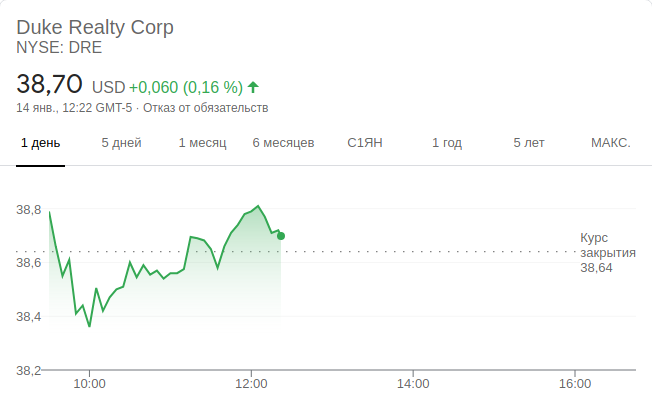 Duke Realty Corp
NYSE: DRE
38,70 USD +0,060 (0,16 %)
14 янв., 12:22 GMT-5 · Отказ от обязательств
1 день 5 дней 1 месяц 6 месяцев С1ЯН 1 год 5 лет МАКС.
38,8
Курс
закрытия
38,64
38,6
38,4
38,2
10:00 12:00 14:00 16:00